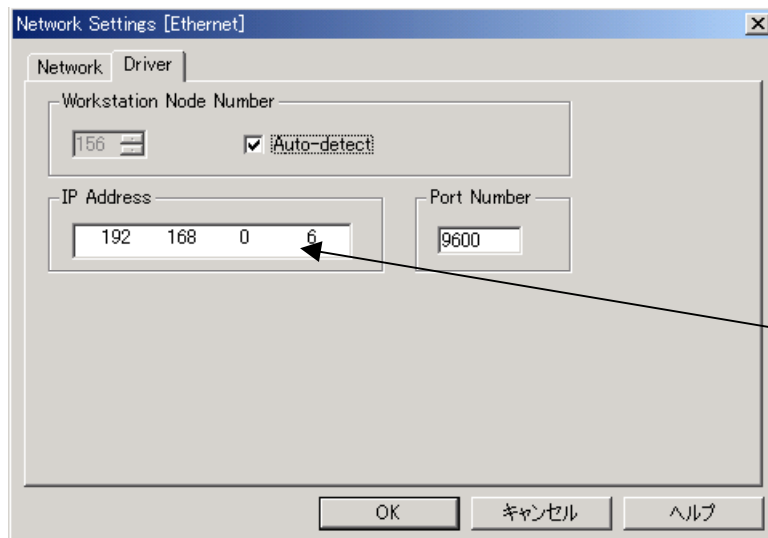 Network Settings [Ethernet]
Network Driver
Workstation Node Number
156 Auto-detect
IP Address Port Number
192 168 0 6 9600
OK キャンセル ヘルプ